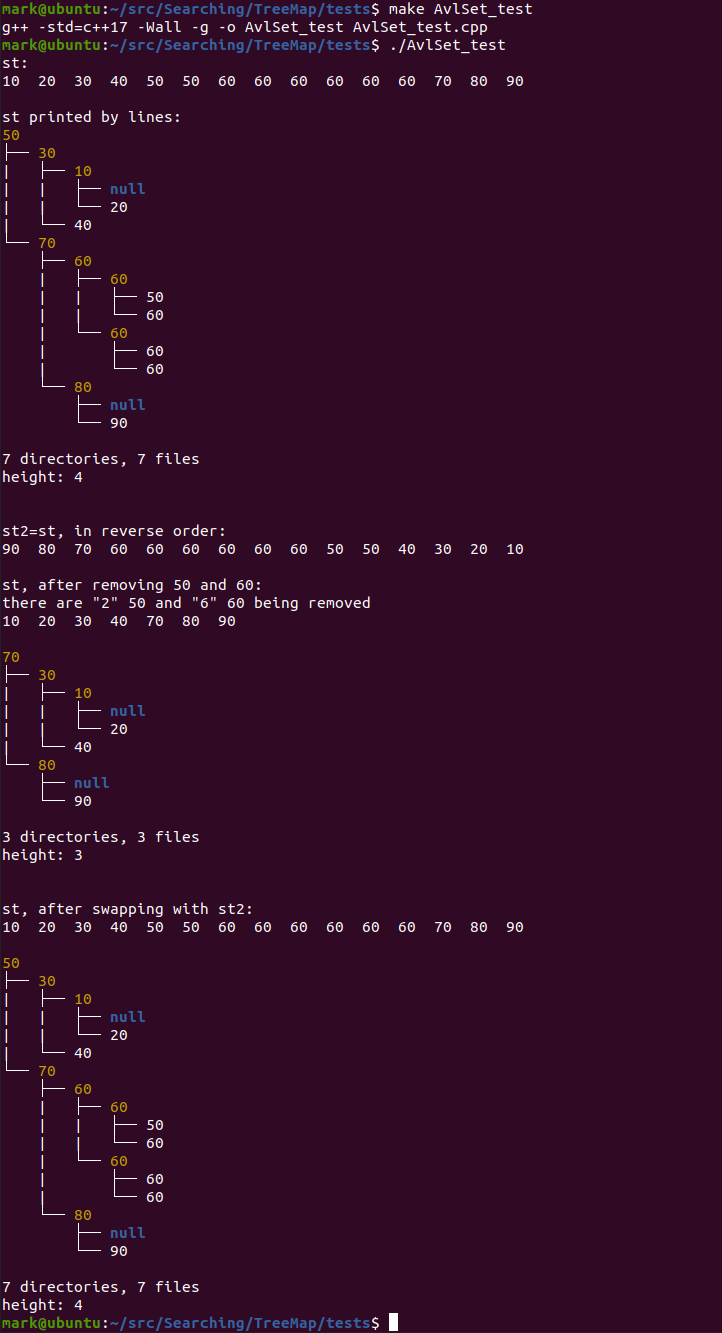 mark@ubuntu:~/src/Searching/TreeMap/tests$ make AvlSet_test
g++ -std=c++17 -Wall -g -o AvlSet_test AvlSet_test.cpp
mark@ubuntu:~/src/Searching/TreeMap/tests$ ./AvlSet_test
st:
10  20  30  40  50  50  60  60  60  60  60  60  70  80  90

st printed by lines:
50
├── 30
|   ├── 10
|   |   ├── null
|   |   └── 20
|   └── 40
└── 70
    ├── 60
    |   ├── 60
    |   |   ├── 50
    |   |   └── 60
    |   └── 60
    |       ├── 60
    |       └── 60
    └── 80
        ├── null
        └── 90

7 directories, 7 files
height: 4


st2=st, in reverse order:
90  80  70  60  60  60  60  60  60  50  50  40  30  20  10

st, after removing 50 and 60:
there are "2" 50 and "6" 60 being removed
10  20  30  40  70  80  90

70
├── 30
|   ├── 10
|   |   ├── null
|   |   └── 20
|   └── 40
└── 80
    ├── null
    └── 90

3 directories, 3 files
height: 3


st, after swapping with st2:
10  20  30  40  50  50  60  60  60  60  60  60  70  80  90

50
├── 30
|   ├── 10
|   |   ├── null
|   |   └── 20
|   └── 40
└── 70
    ├── 60
    |   ├── 60
    |   |   ├── 50
    |   |   └── 60
    |   └── 60
    |       ├── 60
    |       └── 60
    └── 80
        ├── null
        └── 90

7 directories, 7 files
height: 4
mark@ubuntu:~/src/Searching/TreeMap/tests$